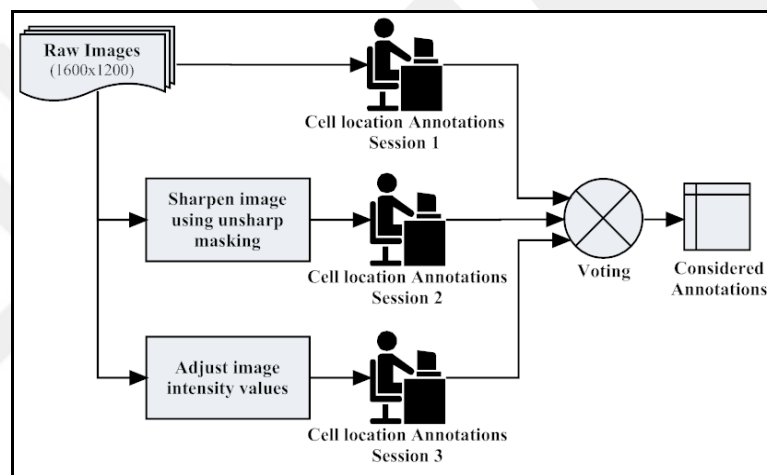 Raw Images
(1600x1200)
Cell location Annotations
Session 1
Sharpen image
using unsharp
masking
Cell location Annotations
Session 2
Voting
Considered
Annotations
Adjust image
intensity values
Cell location Annotations
Session 3